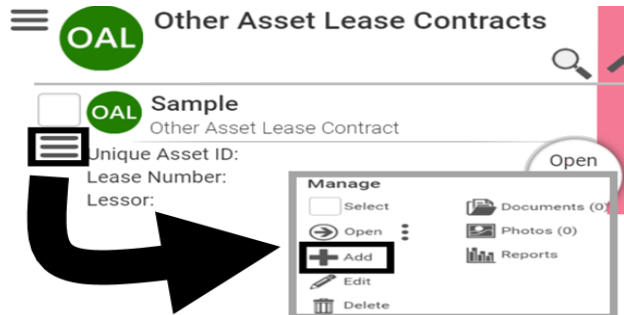 OAL Other Asset Lease Contracts
OAL Sample
Other Asset Lease Contract
Unique Asset ID:
Lease Number:
Lessor:
Open
Manage
Select
Open
Add
Edit
Delete
Documents (0)
Photos (0)
Reports